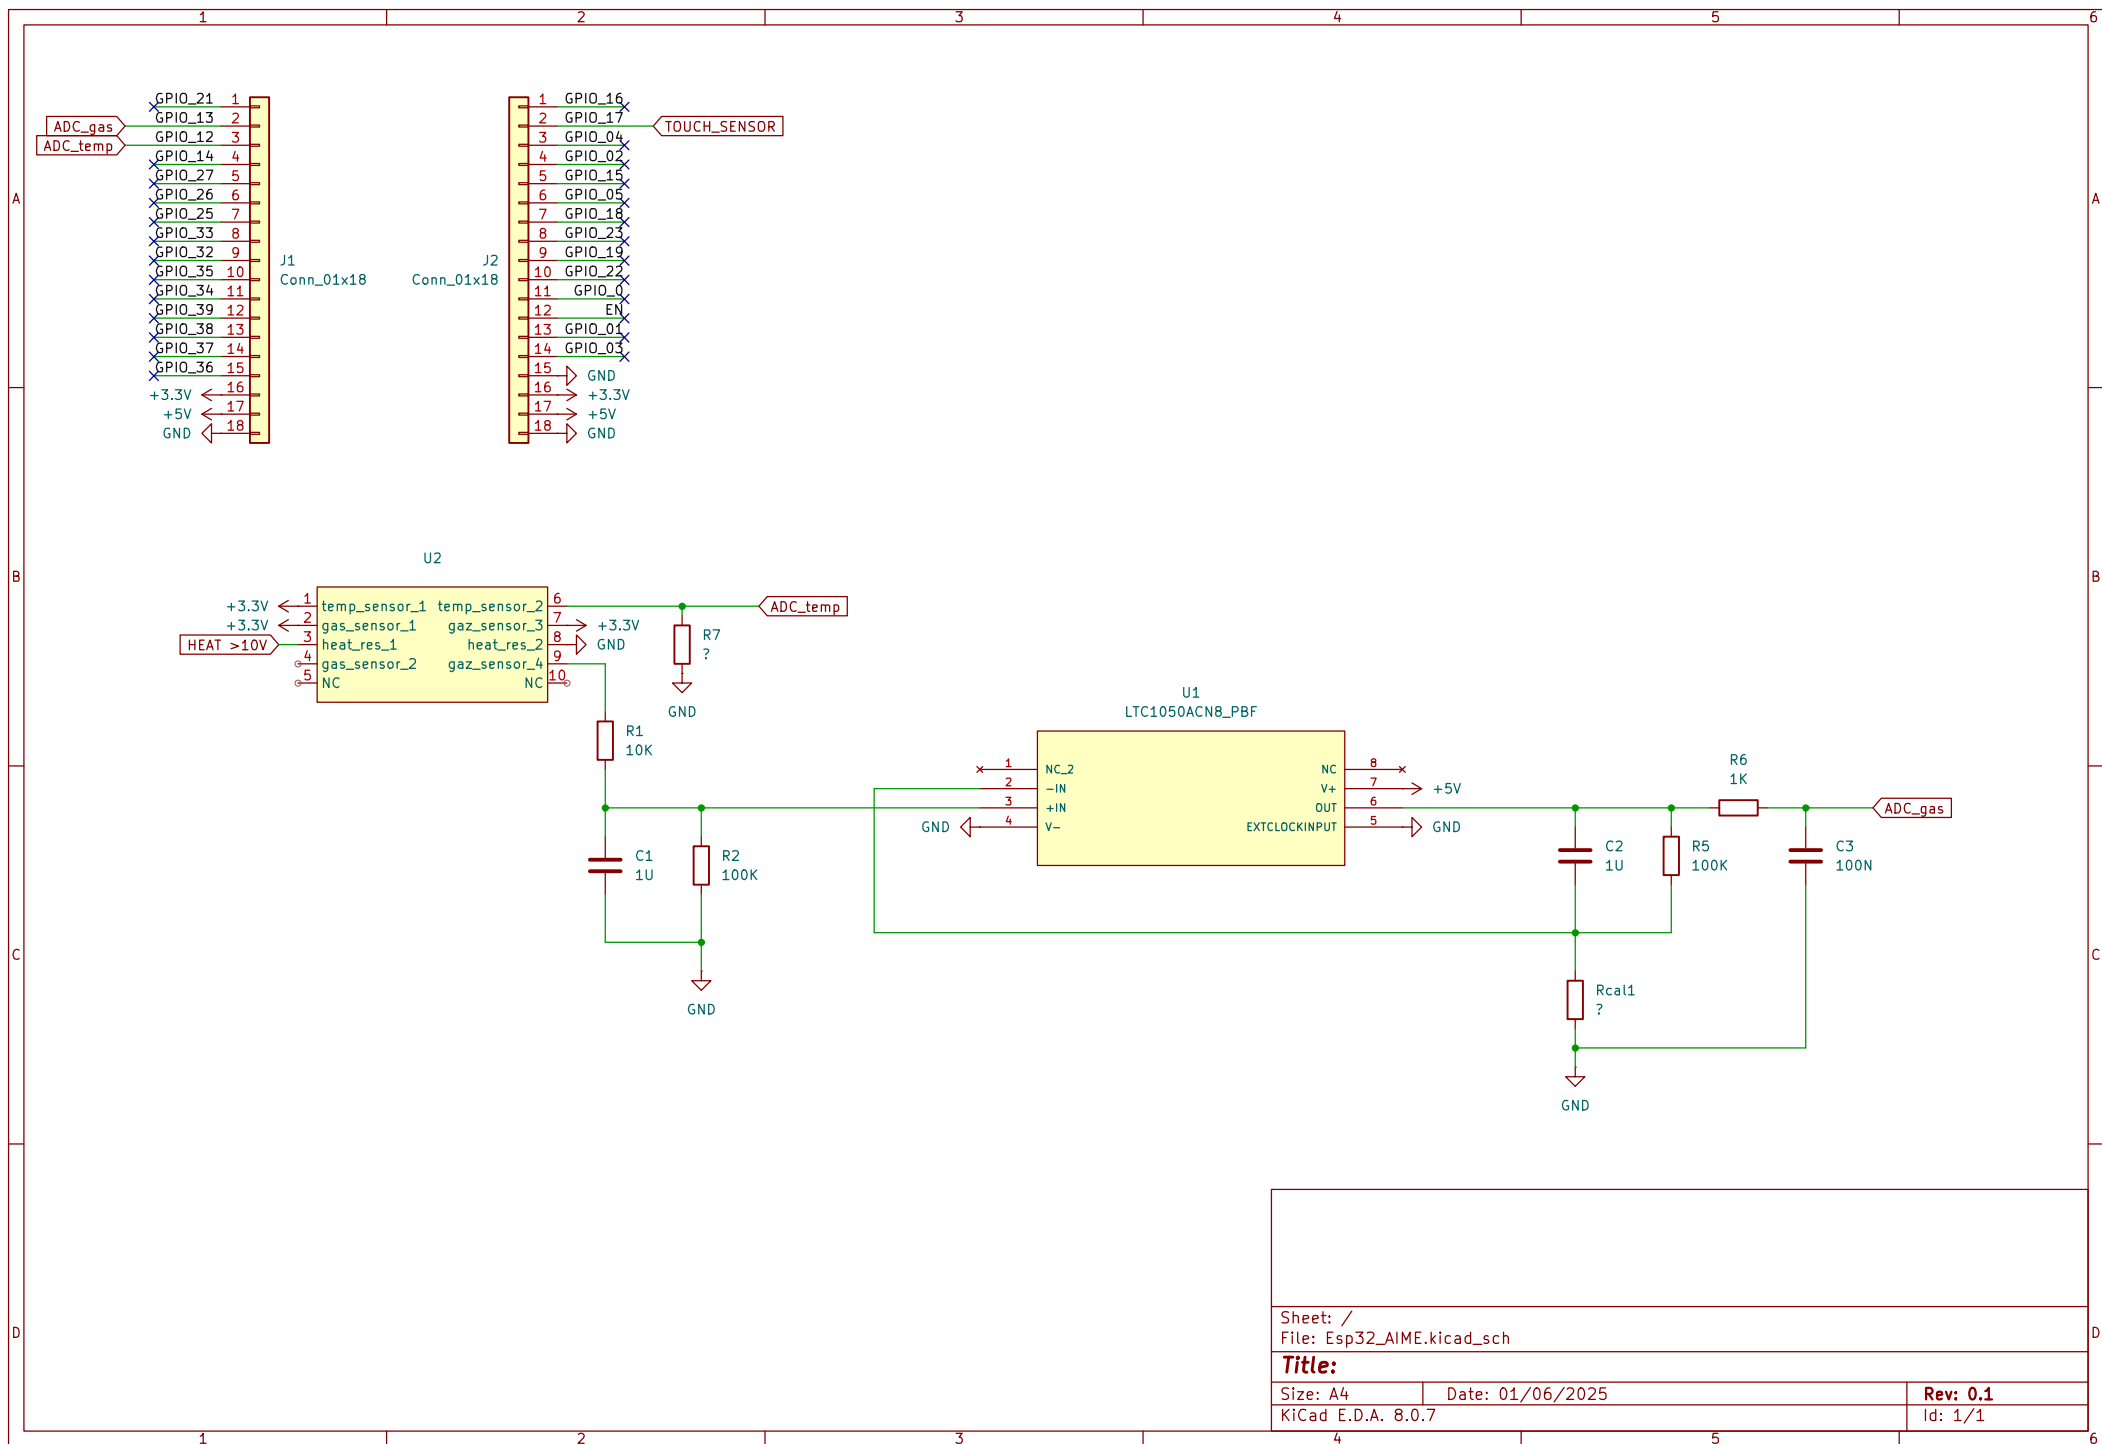 1 2 3 4 5 6
GPIO_21 1
ADC_gas GPIO_13 2
ADC_temp GPIO_12 3
GPIO_14 4
GPIO_27 5
GPIO_26 6
GPIO_25 7
GPIO_33 8
GPIO_32 9
GPIO_35 10
GPIO_34 11
GPIO_39 12
GPIO_38 13
GPIO_37 14
GPIO_36 15
+3.3V 16
+5V 17
GND 18
J1
Conn_01x18
J2
Conn_01x18
1 GPIO_16
2 GPIO_17 TOUCH_SENSOR
3 GPIO_04
4 GPIO_02
5 GPIO_15
6 GPIO_05
7 GPIO_18
8 GPIO_23
9 GPIO_19
10 GPIO_22
11 GPIO_0
12 EN
13 GPIO_01
14 GPIO_03
15 GND
16 +3.3V
17 +5V
18 GND
A A
B B
U2
+3.3V 1 temp_sensor_1 temp_sensor_2 6 ADC_temp
+3.3V 2 gas_sensor_1 gaz_sensor_3 7 +3.3V
HEAT >10V 3 heat_res_1 heat_res_2 8 GND
4 gas_sensor_2 gaz_sensor_4 9
5 NC NC 10
R7
?
GND
R1
10K
U1
LTC1050ACN8_PBF
1 NC_2 NC 8
2 -IN V+ 7 +5V
3 +IN OUT 6
GND 4 V- EXTCLOCKINPUT 5 GND
R6
1K
ADC_gas
C1
1U
R2
100K
GND
C2
1U
R5
100K
C3
100N
C C
Rcal1
?
GND
D D
Sheet: /
File: Esp32_AIME.kicad_sch
Title:
Size: A4 Date: 01/06/2025 Rev: 0.1
KiCad E.D.A. 8.0.7 Id: 1/1
1 2 3 4 5 6